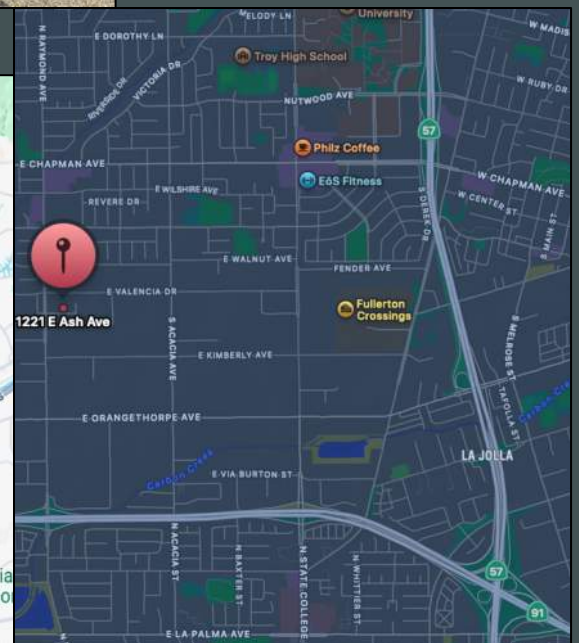 MELODY LN
University
W MADIS
E DOROTHY LN
N RAYMOND AVE
Troy High School
VICTORIA DR
RIVERSIDE DR
W RUBY DR
NUTWOOD AVE
57
Philz Coffee
E CHAPMAN AVE
EōS Fitness
W CHAPMAN AVE
E WILSHIRE AVE
REVERE DR
W CENTER ST
S DEREK DR
S MAIN ST
E WALNUT AVE
FENDER AVE
E VALENCIA DR
Fullerton
Crossings
1221 E Ash Ave
S ACACIA AVE
S MELROSE ST
E KIMBERLY AVE
TAFOLLA ST
Carbon Cre
E ORANGETHORPE AVE
LA JOLLA
Carbon Creek
E VIA BURTON ST
N ACACIA ST
N BAXTER ST
N STATE COLLEGE
N WHITTIER ST
57
91
E LA PALMA AVE